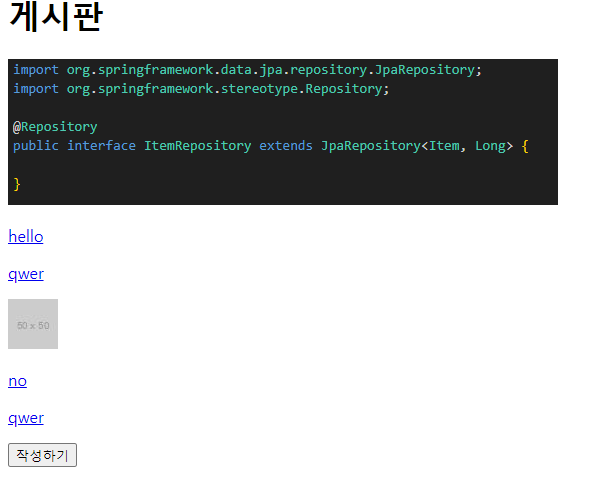 게시판
import org.springframework.data.jpa.repository.JpaRepository;
import org.springframework.stereotype.Repository;
@Repository
public interface ItemRepository extends JpaRepository<Item, Long> {
}
hello
qwer
50 x 50
no
qwer
작성하기